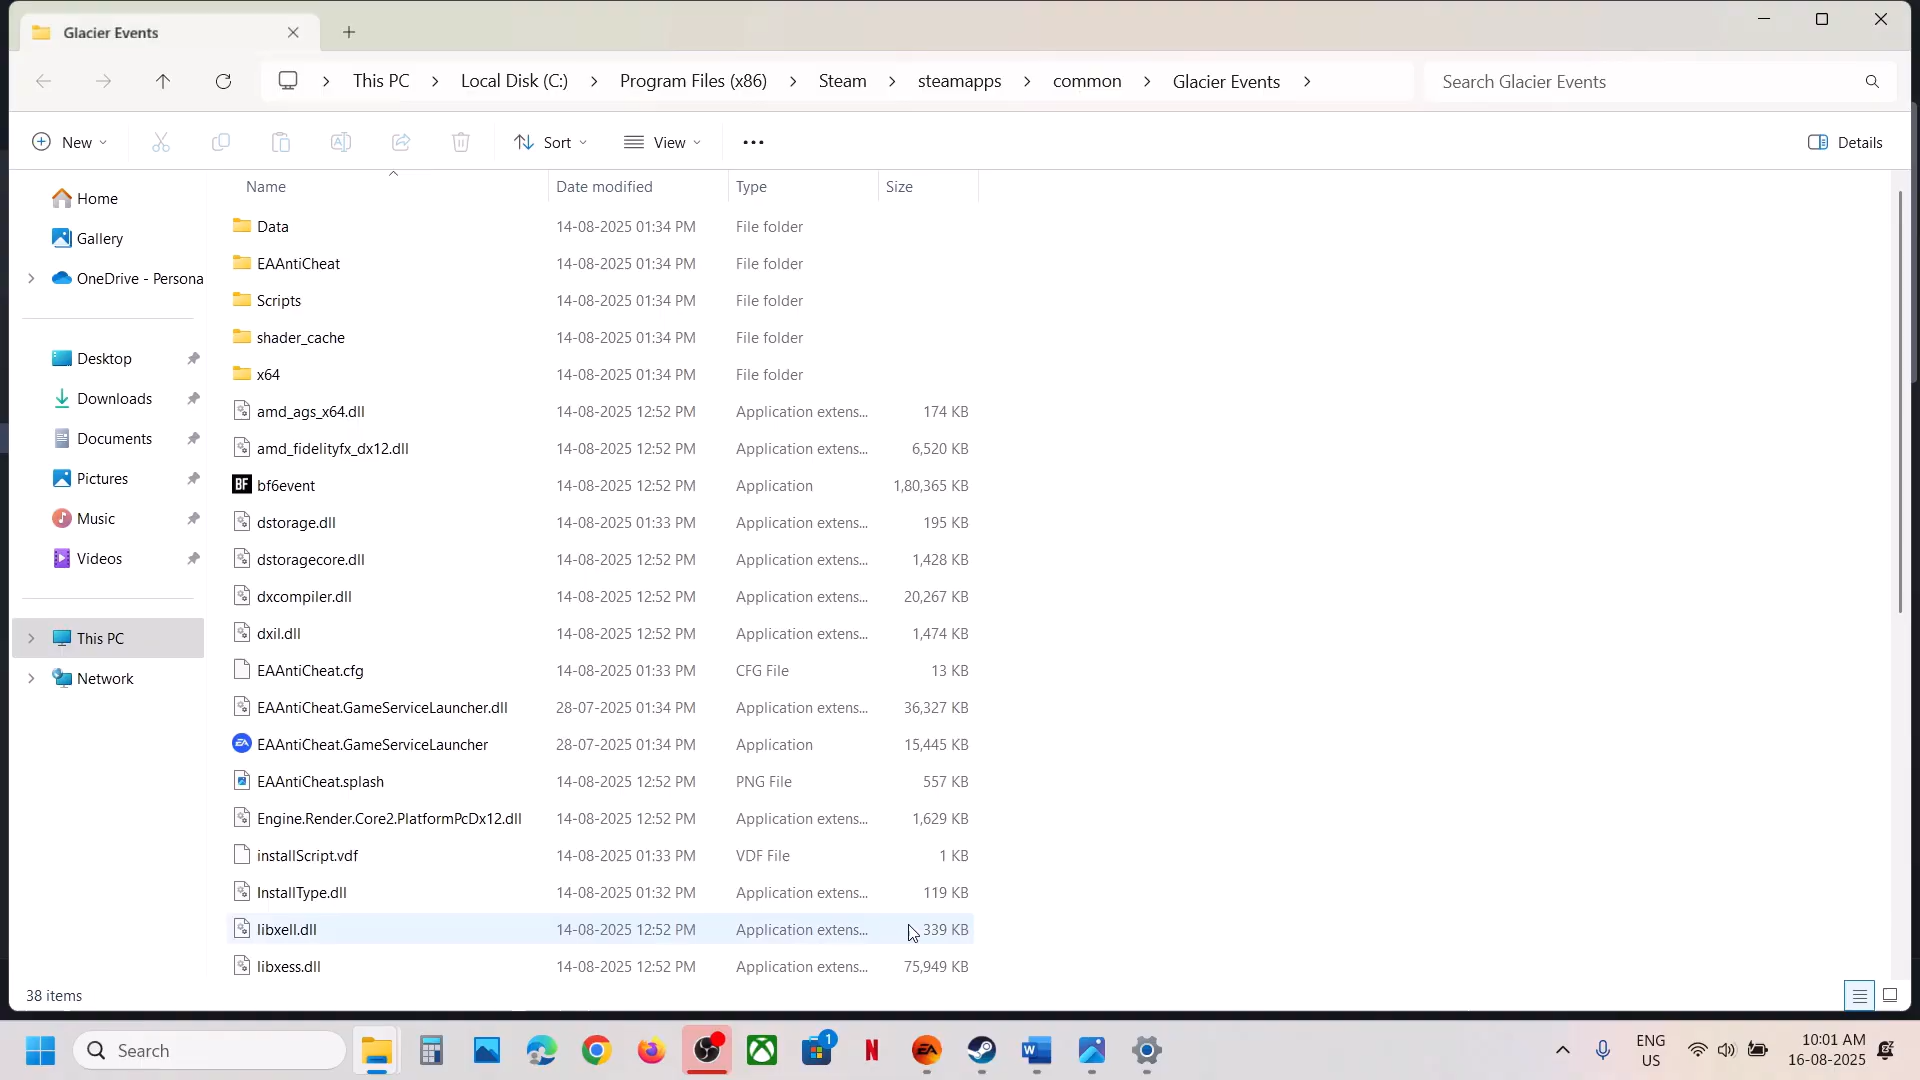 Glacier Events
This PC > Local Disk (C:) > Program Files (x86) > Steam > steamapps > common > Glacier Events >
Search Glacier Events
New
Sort
View
Details
Name Date modified Type Size
Home
Gallery
OneDrive - Persona
Desktop
Downloads
Documents
Pictures
Music
Videos
This PC
Network
Data 14-08-2025 01:34 PM File folder
EAAntiCheat 14-08-2025 01:34 PM File folder
Scripts 14-08-2025 01:34 PM File folder
shader_cache 14-08-2025 01:34 PM File folder
x64 14-08-2025 01:34 PM File folder
amd_ags_x64.dll 14-08-2025 12:52 PM Application extens... 174 KB
amd_fidelityfx_dx12.dll 14-08-2025 12:52 PM Application extens... 6,520 KB
BF bf6event 14-08-2025 12:52 PM Application 1,80,365 KB
dstorage.dll 14-08-2025 01:33 PM Application extens... 195 KB
dstoragecore.dll 14-08-2025 12:52 PM Application extens... 1,428 KB
dxcompiler.dll 14-08-2025 12:52 PM Application extens... 20,267 KB
dxil.dll 14-08-2025 12:52 PM Application extens... 1,474 KB
EAAntiCheat.cfg 14-08-2025 01:33 PM CFG File 13 KB
EAAntiCheat.GameServiceLauncher.dll 28-07-2025 01:34 PM Application extens... 36,327 KB
EA EAAntiCheat.GameServiceLauncher 28-07-2025 01:34 PM Application 15,445 KB
EAAntiCheat.splash 14-08-2025 12:52 PM PNG File 557 KB
Engine.Render.Core2.PlatformPcDx12.dll 14-08-2025 12:52 PM Application extens... 1,629 KB
installScript.vdf 14-08-2025 01:33 PM VDF File 1 KB
InstallType.dll 14-08-2025 01:32 PM Application extens... 119 KB
libxell.dll 14-08-2025 12:52 PM Application extens... 339 KB
libxess.dll 14-08-2025 12:52 PM Application extens... 75,949 KB
38 items
Search
1
N
EA
W
ENG
US
10:01 AM
16-08-2025